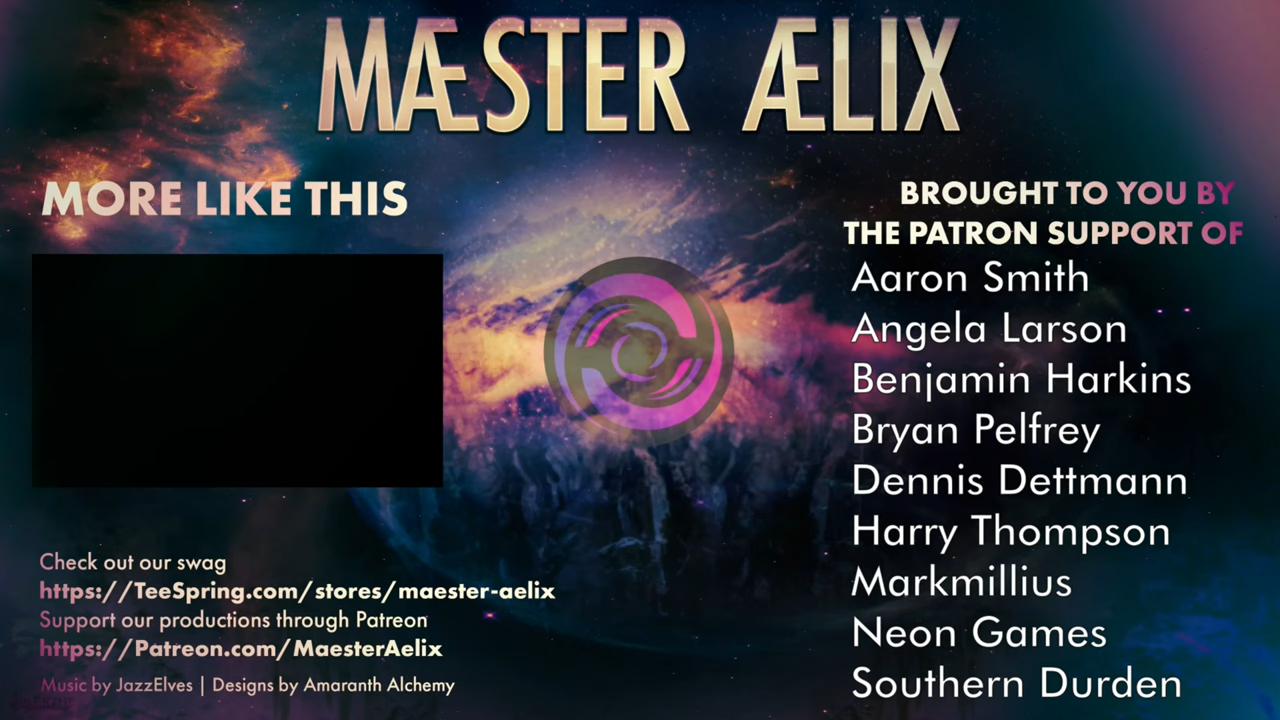 MÆSTER ÆLIX
MORE LIKE THIS
Check out our swag
https://TeeSpring.com/stores/maester-aelix
Support our productions through Patreon
https://Patreon.com/MaesterAelix
Music by JazzElves | Designs by Amaranth Alchemy
BROUGHT TO YOU BY
THE PATRON SUPPORT OF
Aaron Smith
Angela Larson
Benjamin Harkins
Bryan Pelfrey
Dennis Dettmann
Harry Thompson
Markmillius
Neon Games
Southern Durden